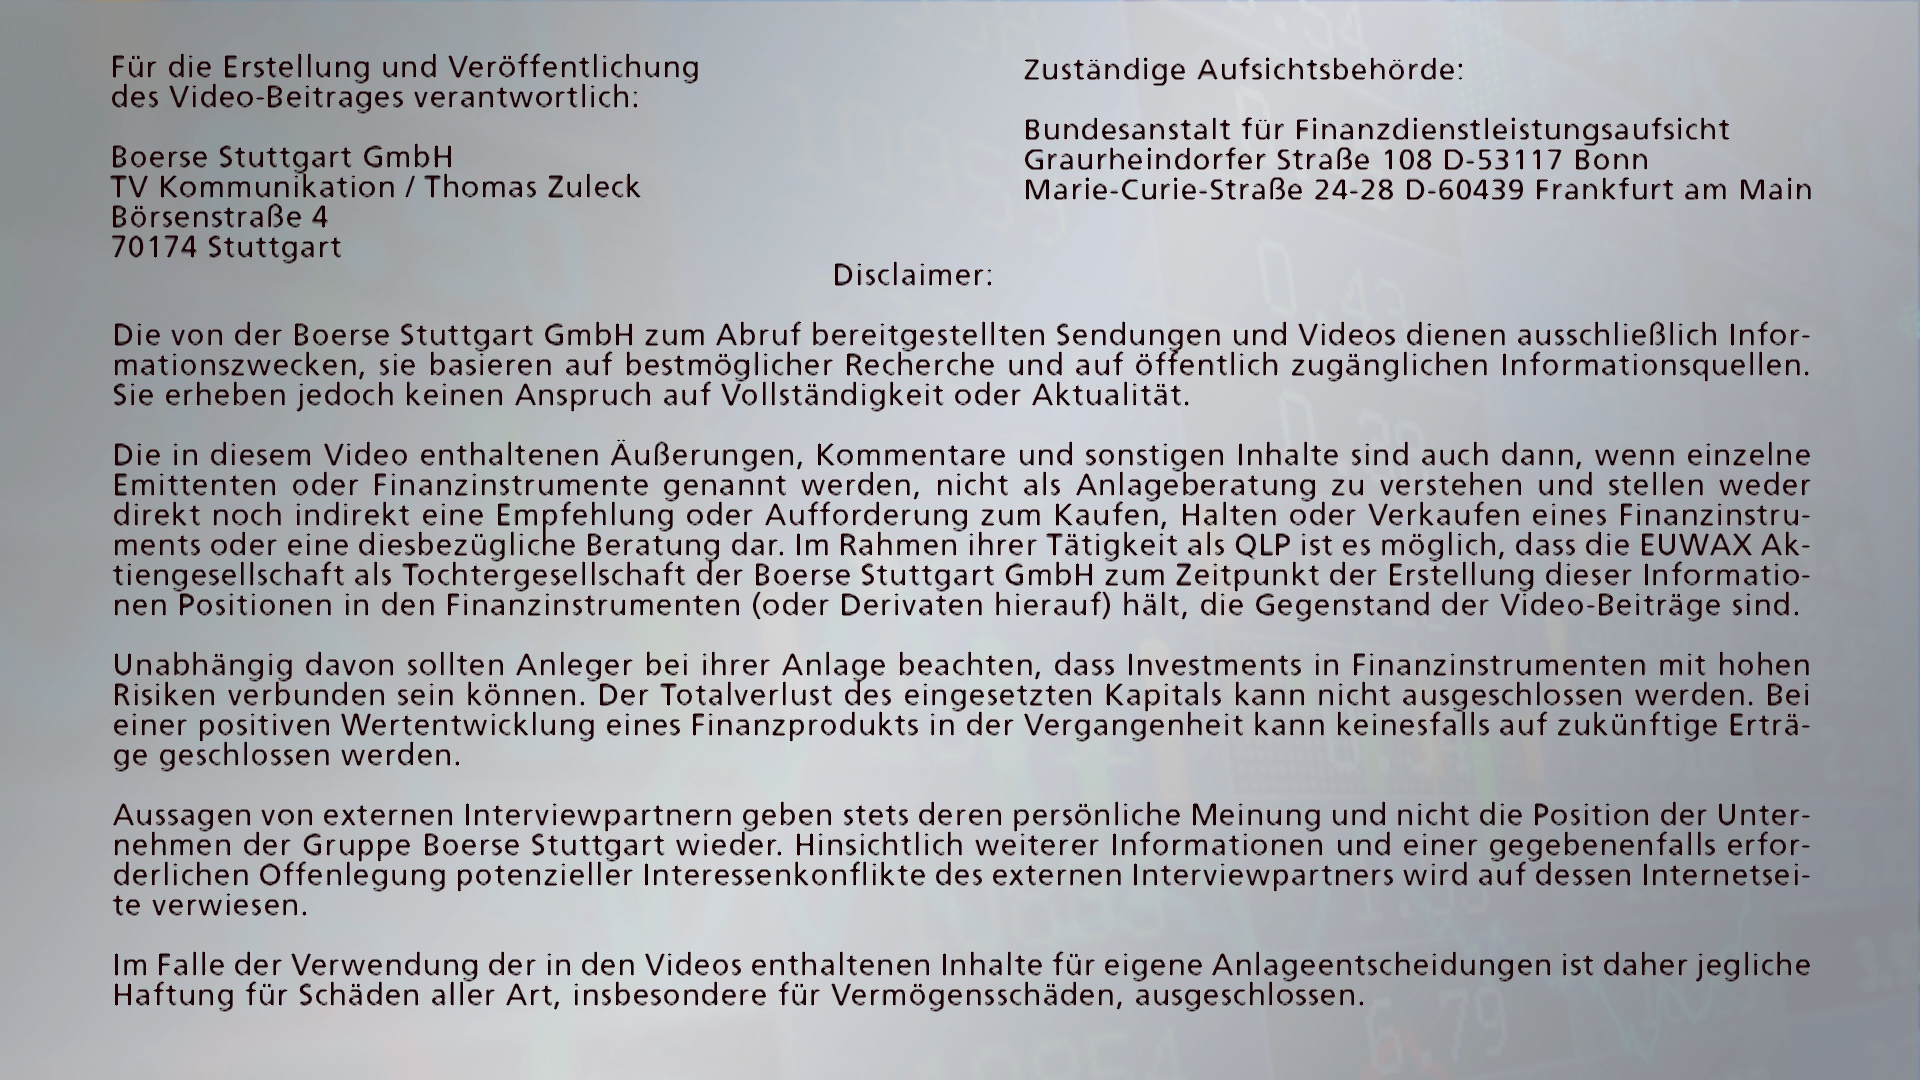 Für die Erstellung und Veröffentlichung
des Video-Beitrages verantwortlich:
Boerse Stuttgart GmbH
TV Kommunikation / Thomas Zuleck
Börsenstraße 4
70174 Stuttgart
Zuständige Aufsichtsbehörde:
Bundesanstalt für Finanzdienstleistungsaufsicht
Graurheindorfer Straße 108 D-53117 Bonn
Marie-Curie-Straße 24-28 D-60439 Frankfurt am Main
Disclaimer:
Die von der Boerse Stuttgart GmbH zum Abruf bereitgestellten Sendungen und Videos dienen ausschließlich Infor-
mationszwecken, sie basieren auf bestmöglicher Recherche und auf öffentlich zugänglichen Informationsquellen.
Sie erheben jedoch keinen Anspruch auf Vollständigkeit oder Aktualität.
Die in diesem Video enthaltenen Äußerungen, Kommentare und sonstigen Inhalte sind auch dann, wenn einzelne
Emittenten oder Finanzinstrumente genannt werden, nicht als Anlageberatung zu verstehen und stellen weder
direkt noch indirekt eine Empfehlung oder Aufforderung zum Kaufen, Halten oder Verkaufen eines Finanzinstru-
ments oder eine diesbezügliche Beratung dar. Im Rahmen ihrer Tätigkeit als QLP ist es möglich, dass die EUWAX Ak-
tiengesellschaft als Tochtergesellschaft der Boerse Stuttgart GmbH zum Zeitpunkt der Erstellung dieser Informatio-
nen Positionen in den Finanzinstrumenten (oder Derivaten hierauf) hält, die Gegenstand der Video-Beiträge sind.
Unabhängig davon sollten Anleger bei ihrer Anlage beachten, dass Investments in Finanzinstrumenten mit hohen
Risiken verbunden sein können. Der Totalverlust des eingesetzten Kapitals kann nicht ausgeschlossen werden. Bei
einer positiven Wertentwicklung eines Finanzprodukts in der Vergangenheit kann keinesfalls auf zukünftige Erträ-
ge geschlossen werden.
Aussagen von externen Interviewpartnern geben stets deren persönliche Meinung und nicht die Position der Unter-
nehmen der Gruppe Boerse Stuttgart wieder. Hinsichtlich weiterer Informationen und einer gegebenenfalls erfor-
derlichen Offenlegung potenzieller Interessenkonflikte des externen Interviewpartners wird auf dessen Internetsei-
te verwiesen.
Im Falle der Verwendung der in den Videos enthaltenen Inhalte für eigene Anlageentscheidungen ist daher jegliche
Haftung für Schäden aller Art, insbesondere für Vermögensschäden, ausgeschlossen.